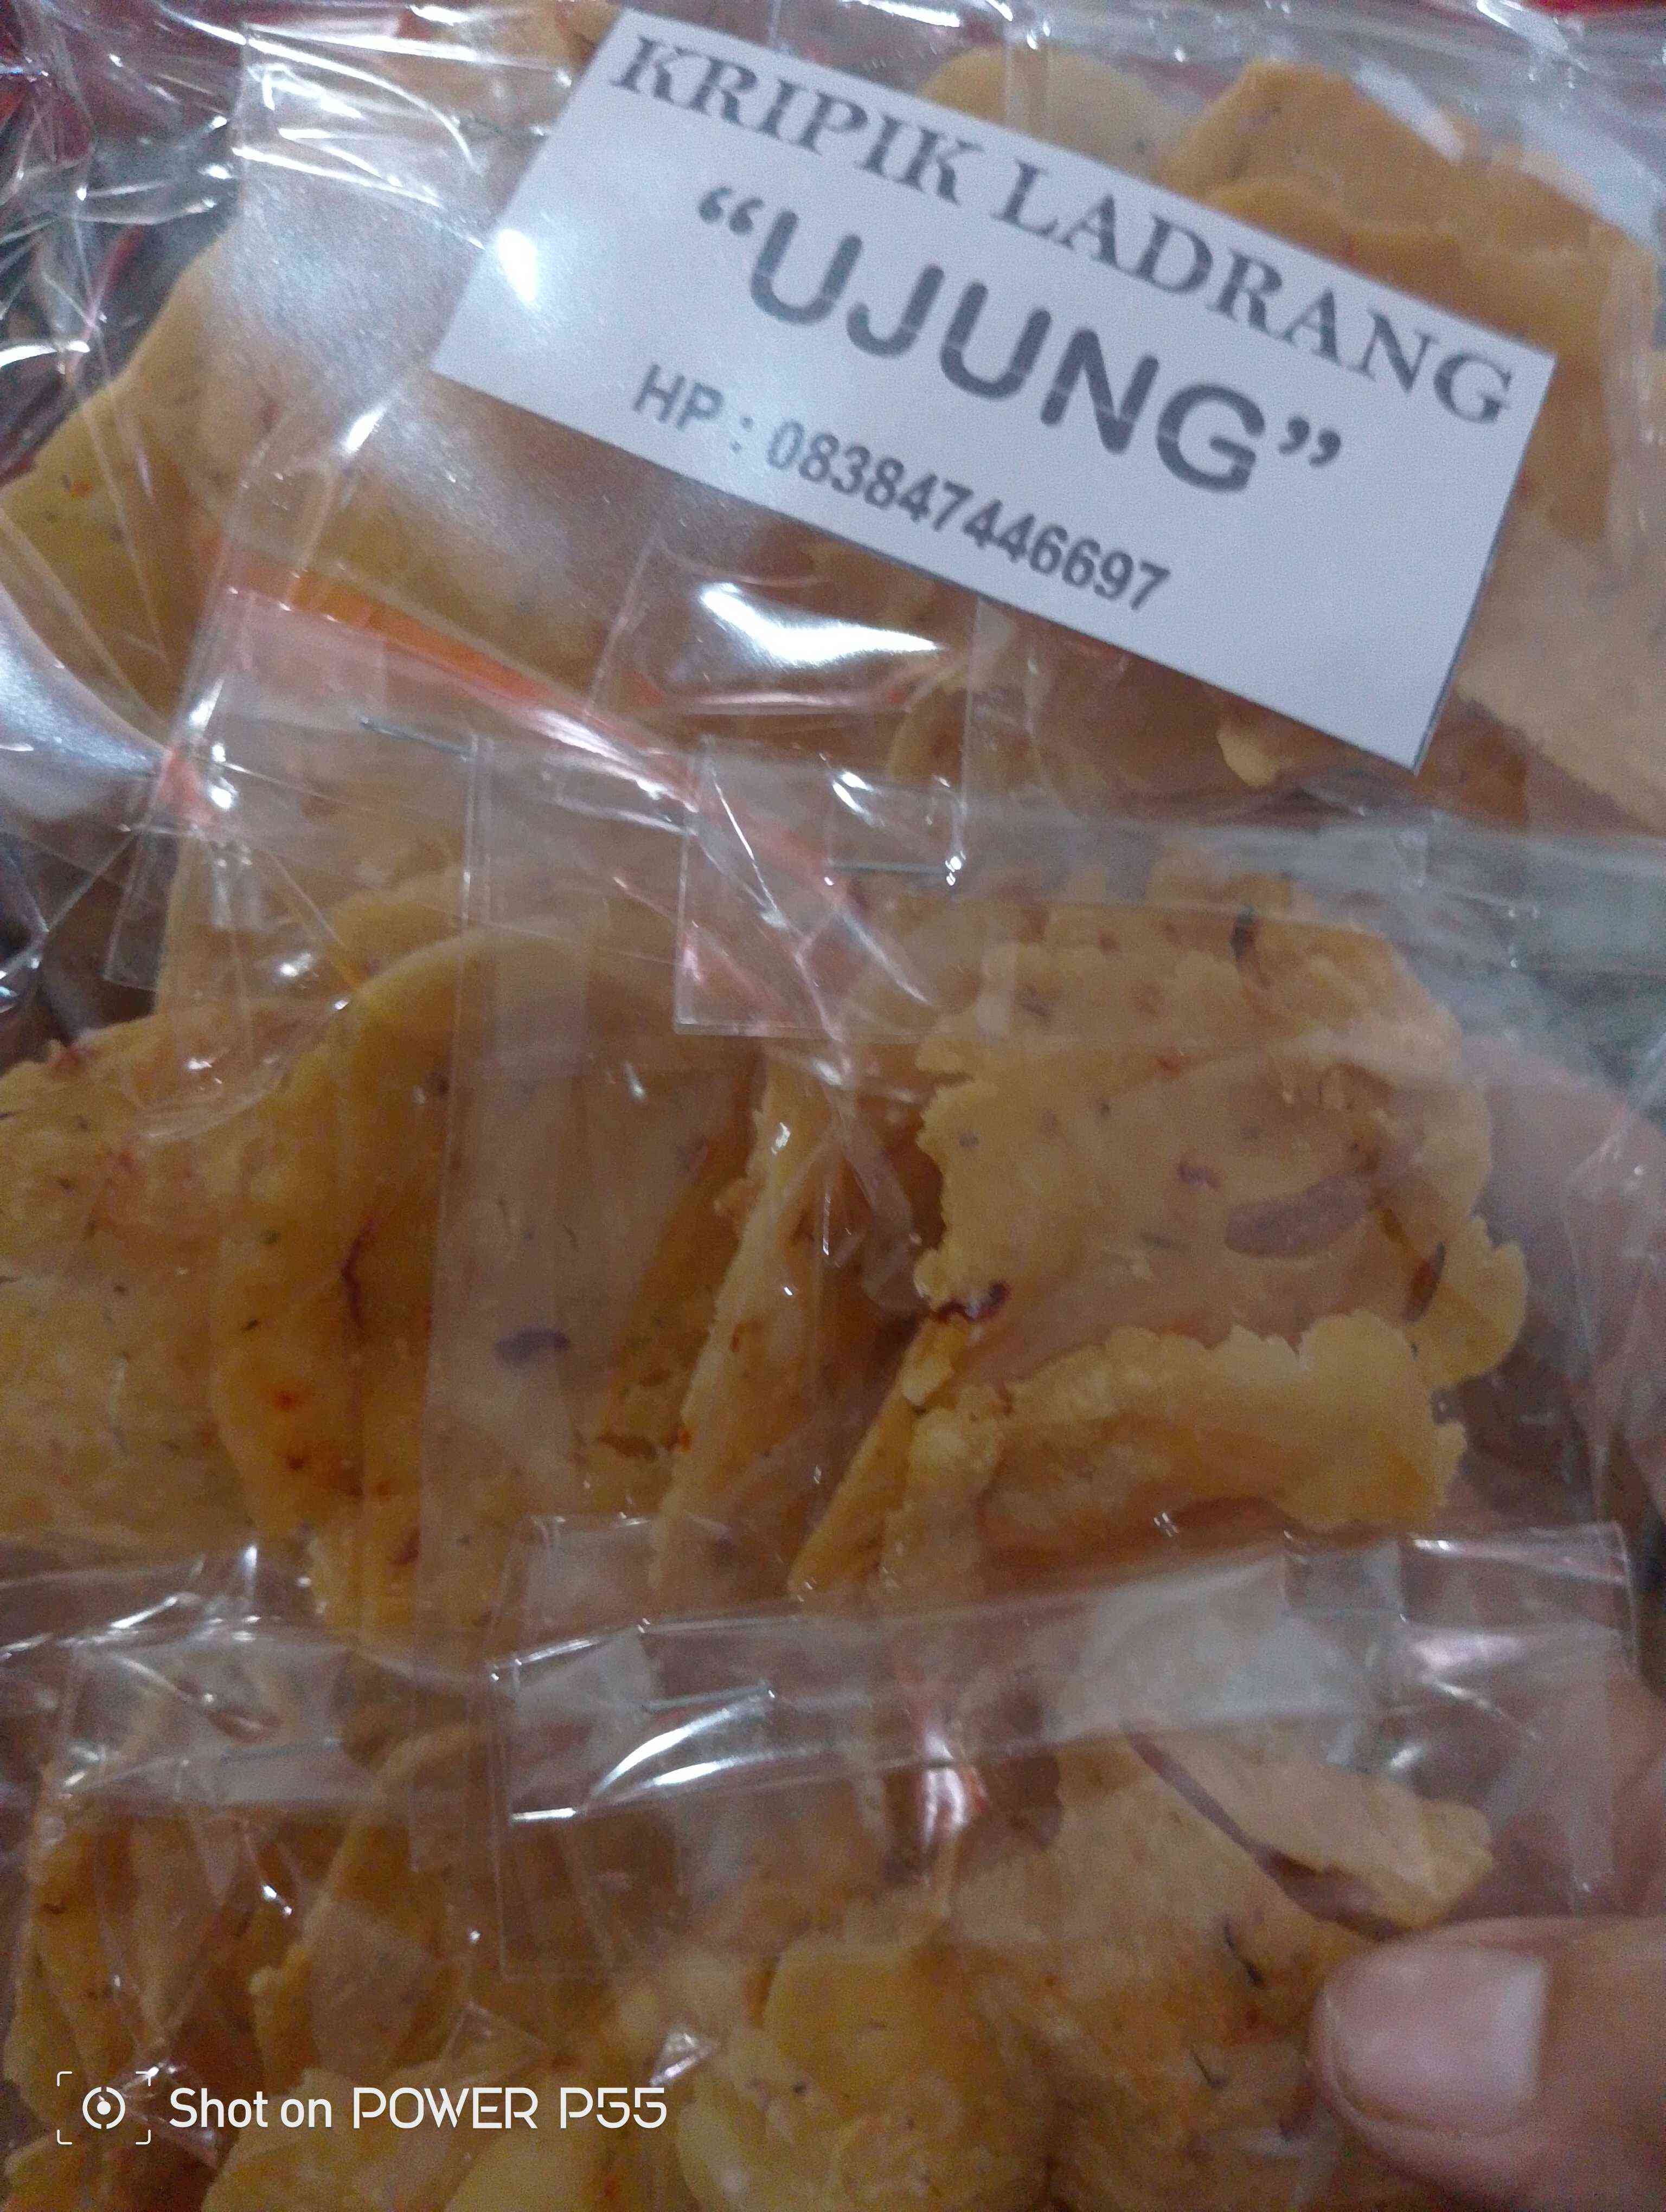 KRIPIK LADRANG
“UJUNG”
HP : 083847446697
Shot on POWER P55